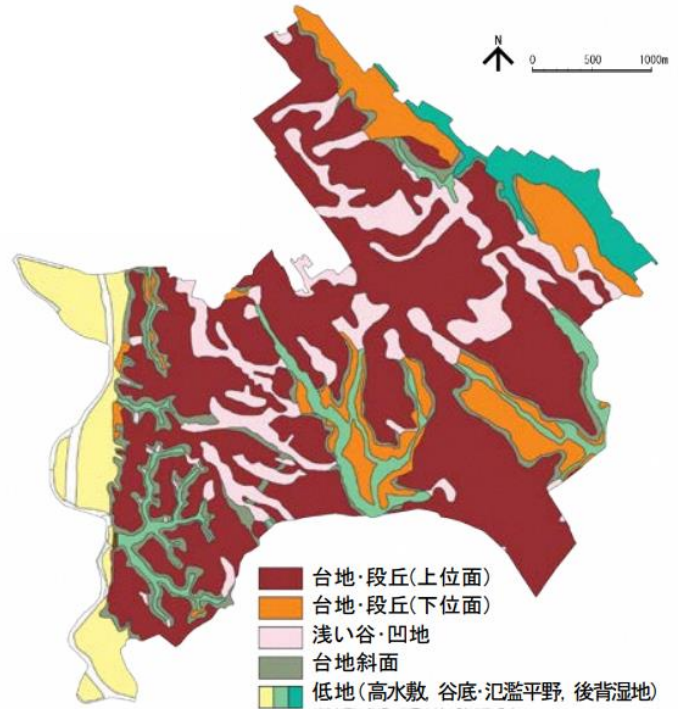 N
0 500 1000m
台地・段丘(上位面)
台地・段丘(下位面)
浅い谷・凹地
台地斜面
低地(高水敷, 谷底・氾濫平野, 後背湿地)